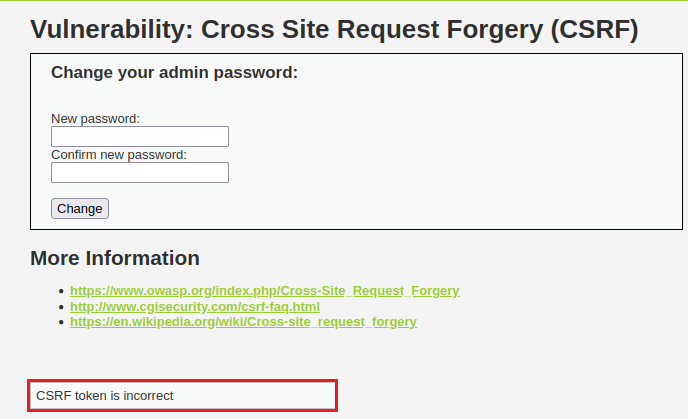 Vulnerability: Cross Site Request Forgery (CSRF)
Change your admin password:
New password:
Confirm new password:
Change
More Information
https://www.owasp.org/index.php/Cross-Site_Request_Forgery
http://www.cgisecurity.com/csrf-faq.html
https://en.wikipedia.org/wiki/Cross-site_request_forgery
CSRF token is incorrect